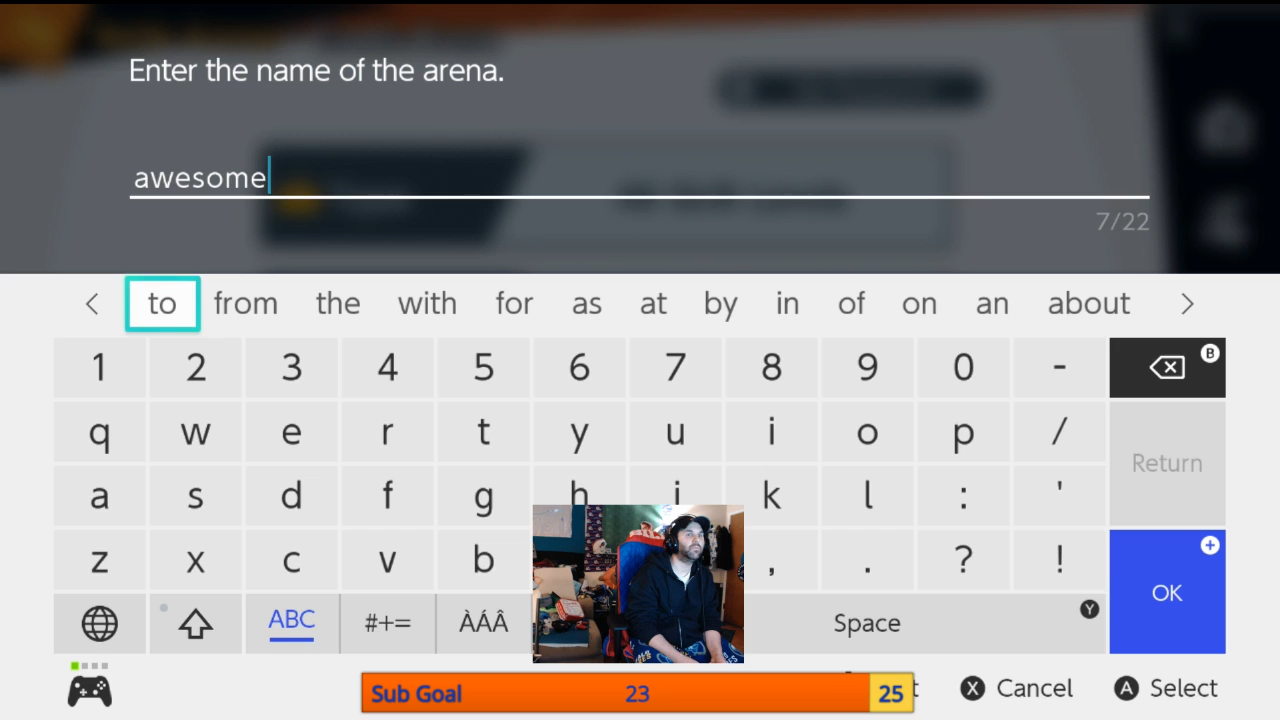 Enter the name of the arena.
awesome
7/22
to from the with for as at by in of on an about
1 2 3 4 5 6 7 8 9 0 - B
q w e r t y u i o p / Return
a s d f g h j k l : '
z x c v b , . ? ! +
OK
ABC #+= ÀÁÂ Space Y
Sub Goal 23 25
X Cancel A Select